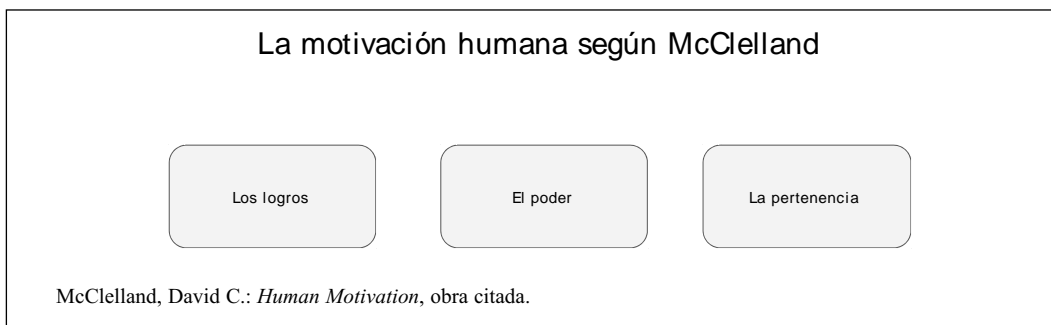 La motivación humana según McClelland
Los logros
El poder
La pertenencia
McClelland, David C.: Human Motivation, obra citada.